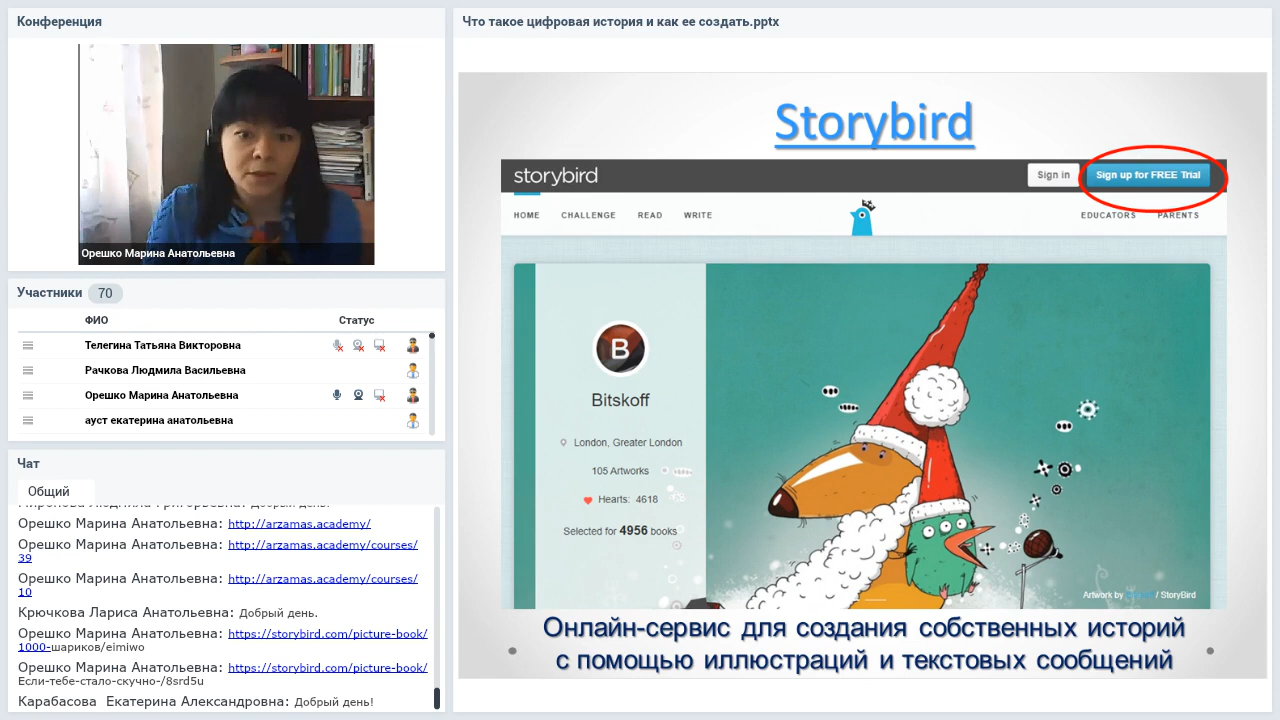 Конференция
Орешко Марина Анатольевна
Участники 70
ФИО Статус
Телегина Татьяна Викторовна
Рачкова Людмила Васильевна
Орешко Марина Анатольевна
ауст екатерина анатольевна
Чат
Общий
Орешко Марина Анатольевна: http://arzamas.academy/
Орешко Марина Анатольевна: http://arzamas.academy/courses/
39
Орешко Марина Анатольевна: http://arzamas.academy/courses/
10
Крючкова Лариса Анатольевна: Добрый день.
Орешко Марина Анатольевна: https://storybird.com/picture-book/
1000-шариков/eimiwo
Орешко Марина Анатольевна: https://storybird.com/picture-book/
Если-тебе-стало-скучно-/8srd5u
Карабасова Екатерина Александровна: Добрый день!
Что такое цифровая история и как ее создать.pptx
Storybird
storybird Sign in Sign up for FREE Trial
HOME CHALLENGE READ WRITE EDUCATORS PARENTS
B
Bitskoff
London, Greater London
105 Artworks
Hearts: 4618
Selected for 4956 books
Artwork by / StoryBird
Онлайн-сервис для создания собственных историй
с помощью иллюстраций и текстовых сообщений